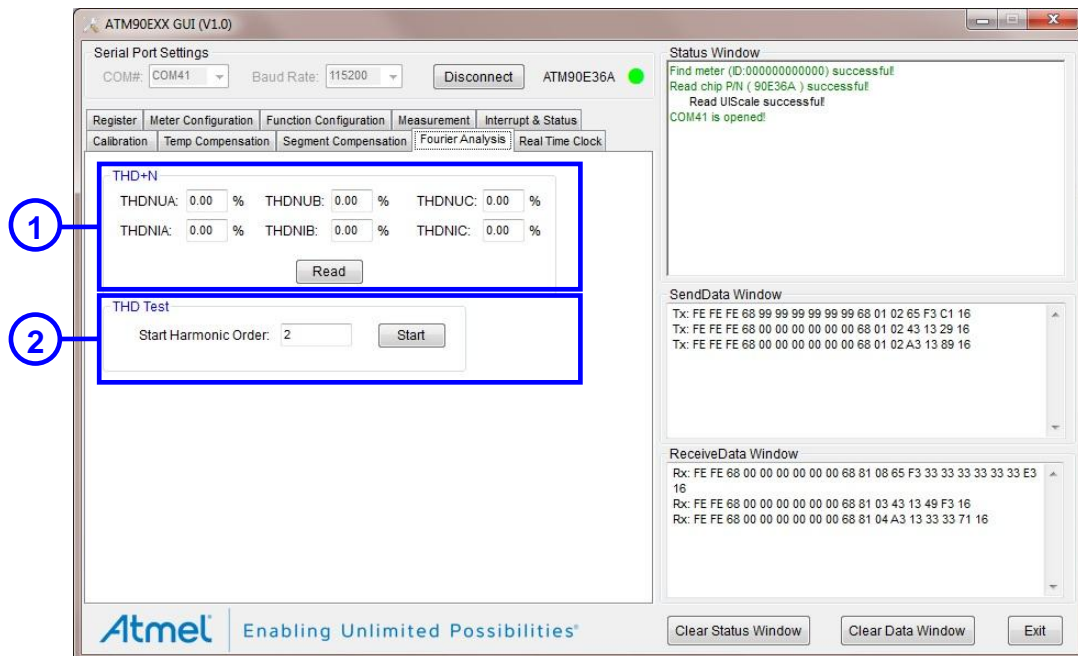 ATM90EXX GUI (V1.0)
Serial Port Settings
COM#: COM41 Baud Rate: 115200 Disconnect ATM90E36A
Register Meter Configuration Function Configuration Measurement Interrupt & Status
Calibration Temp Compensation Segment Compensation Fourier Analysis Real Time Clock
1
THD+N
THDNUA: 0.00 % THDNUB: 0.00 % THDNUC: 0.00 %
THDNIA: 0.00 % THDNIB: 0.00 % THDNIC: 0.00 %
Read
2
THD Test
Start Harmonic Order: 2 Start
Status Window
Find meter (ID:000000000000) successful!
Read chip P/N ( 90E36A ) successful!
Read UIScale successful!
COM41 is opened!
SendData Window
Tx: FE FE FE 68 99 99 99 99 99 99 68 01 02 65 F3 C1 16
Tx: FE FE FE 68 00 00 00 00 00 00 68 01 02 43 13 29 16
Tx: FE FE FE 68 00 00 00 00 00 00 68 01 02 A3 13 89 16
ReceiveData Window
Rx: FE FE 68 00 00 00 00 00 00 68 81 08 65 F3 33 33 33 33 33 33 E3
16
Rx: FE FE 68 00 00 00 00 00 00 68 81 03 43 13 49 F3 16
Rx: FE FE 68 00 00 00 00 00 00 68 81 04 A3 13 33 33 71 16
Atmel Enabling Unlimited Possibilities®
Clear Status Window Clear Data Window Exit